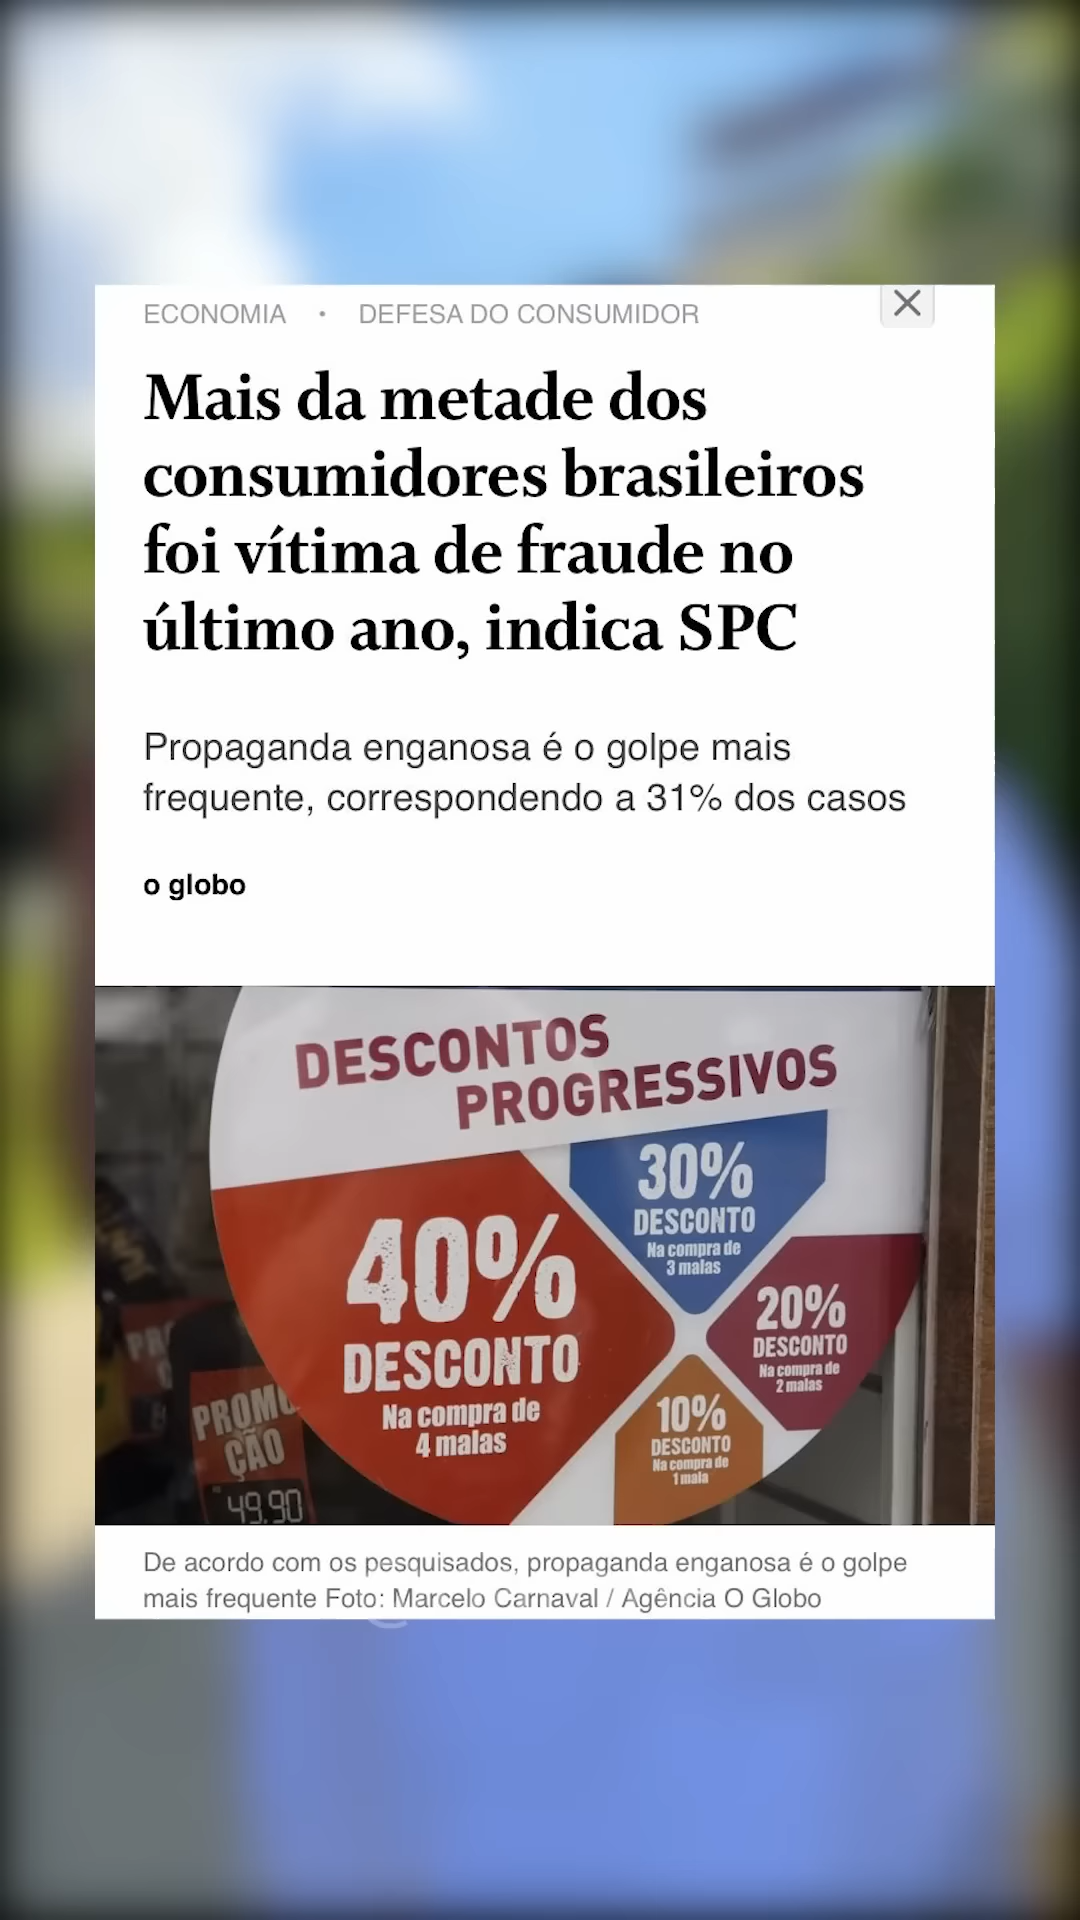 ECONOMIA • DEFESA DO CONSUMIDOR
Mais da metade dos
consumidores brasileiros
foi vítima de fraude no
último ano, indica SPC
Propaganda enganosa é o golpe mais
frequente, correspondendo a 31% dos casos
o globo
DESCONTOS
PROGRESSIVOS
30%
DESCONTO
Na compra de
3 malas
40%
DESCONTO
Na compra de
4 malas
20%
DESCONTO
Na compra de
2 malas
10%
DESCONTO
Na compra de
1 mala
PROMO
ÇÃO
49,90
De acordo com os pesquisados, propaganda enganosa é o golpe
mais frequente Foto: Marcelo Carnaval / Agência O Globo